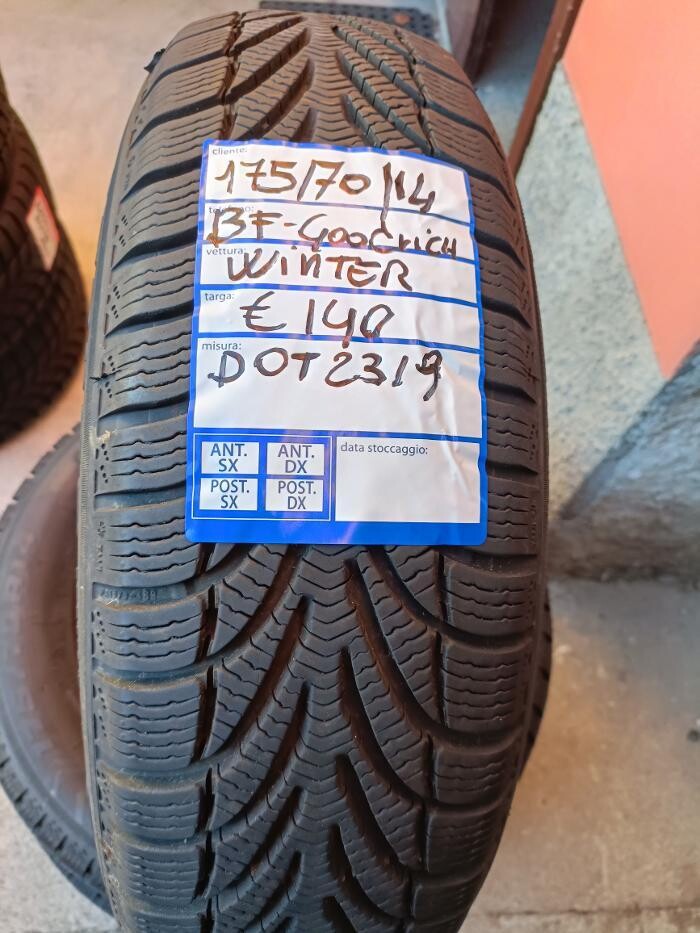 cliente:
175/70/14
BF-GOODRICH
vettura:
WINTER
targa:
€ 140
misura:
DOT 2319
ANT. SX
ANT. DX
data stoccaggio:
POST. SX
POST. DX